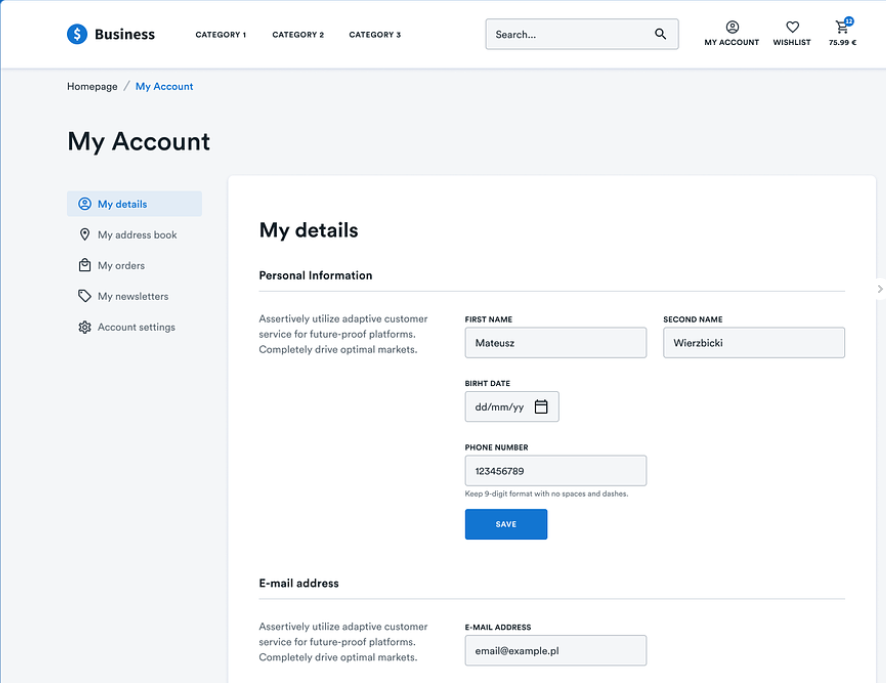 Business
CATEGORY 1
CATEGORY 2
CATEGORY 3
Search...
MY ACCOUNT
WISHLIST
12
75.99 €
Homepage / My Account
My Account
My details
My address book
My orders
My newsletters
Account settings
My details
Personal Information
Assertively utilize adaptive customer
service for future-proof platforms.
Completely drive optimal markets.
FIRST NAME
Mateusz
SECOND NAME
Wierzbicki
BIRHT DATE
dd/mm/yy
PHONE NUMBER
123456789
Keep 9-digit format with no spaces and dashes.
SAVE
E-mail address
Assertively utilize adaptive customer
service for future-proof platforms.
Completely drive optimal markets.
E-MAIL ADDRESS
email@example.pl